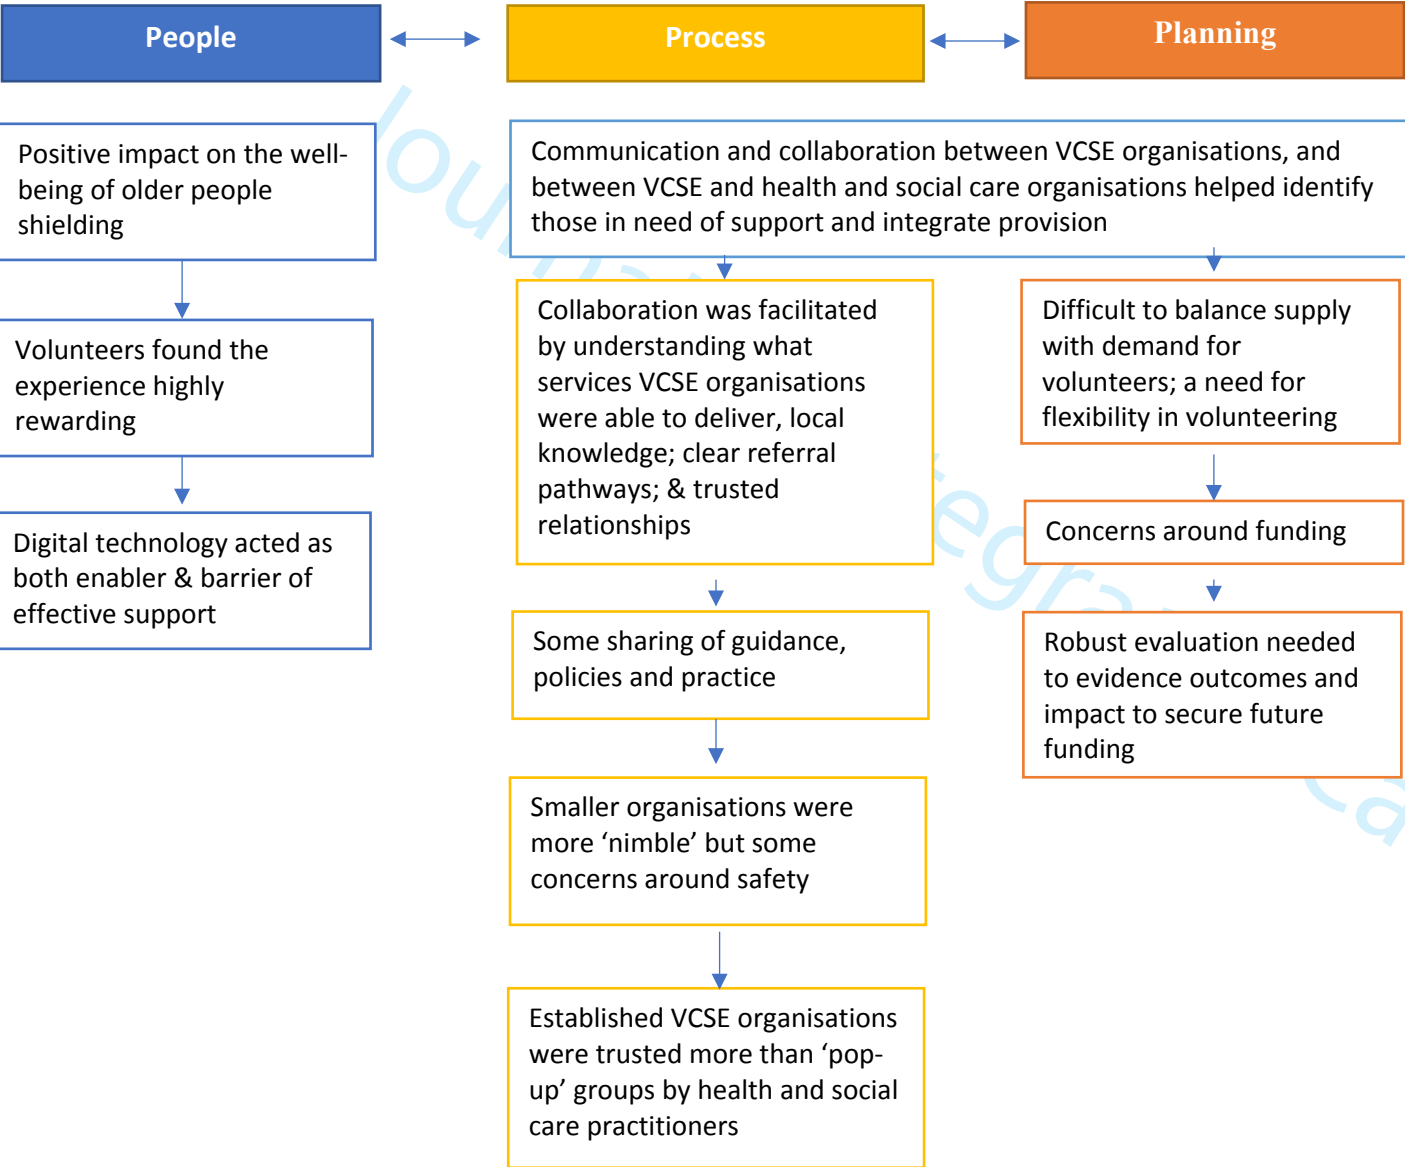 People
Process
Planning
Positive impact on the well-
being of older people
shielding
Volunteers found the
experience highly
rewarding
Digital technology acted as
both enabler & barrier of
effective support
Communication and collaboration between VCSE organisations, and
between VCSE and health and social care organisations helped identify
those in need of support and integrate provision
Collaboration was facilitated
by understanding what
services VCSE organisations
were able to deliver, local
knowledge; clear referral
pathways; & trusted
relationships
Some sharing of guidance,
policies and practice
Smaller organisations were
more ‘nimble’ but some
concerns around safety
Established VCSE organisations
were trusted more than ‘pop-
up’ groups by health and social
care practitioners
Difficult to balance supply
with demand for
volunteers; a need for
flexibility in volunteering
Concerns around funding
Robust evaluation needed
to evidence outcomes and
impact to secure future
funding